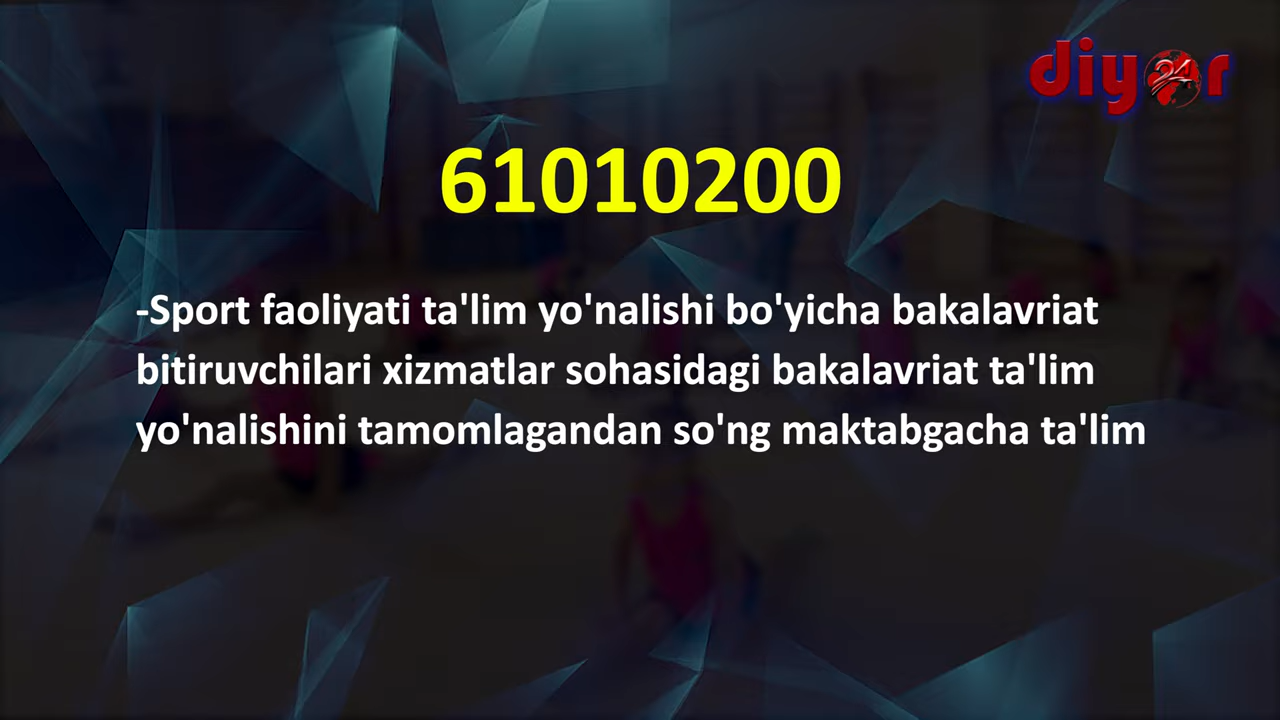 diyor 24
61010200
-Sport faoliyati ta'lim yo'nalishi bo'yicha bakalavriat
bitiruvchilari xizmatlar sohasidagi bakalavriat ta'lim
yo'nalishini tamomlagandan so'ng maktabgacha ta'lim